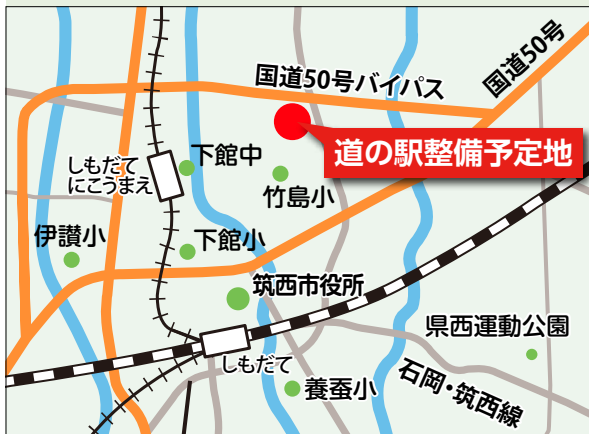 国道50号バイパス
国道50号
道の駅整備予定地
しもだて
にこうまえ
下館中
竹島小
伊讃小
下館小
筑西市役所
しもだて
県西運動公園
養蚕小
石岡・筑西線